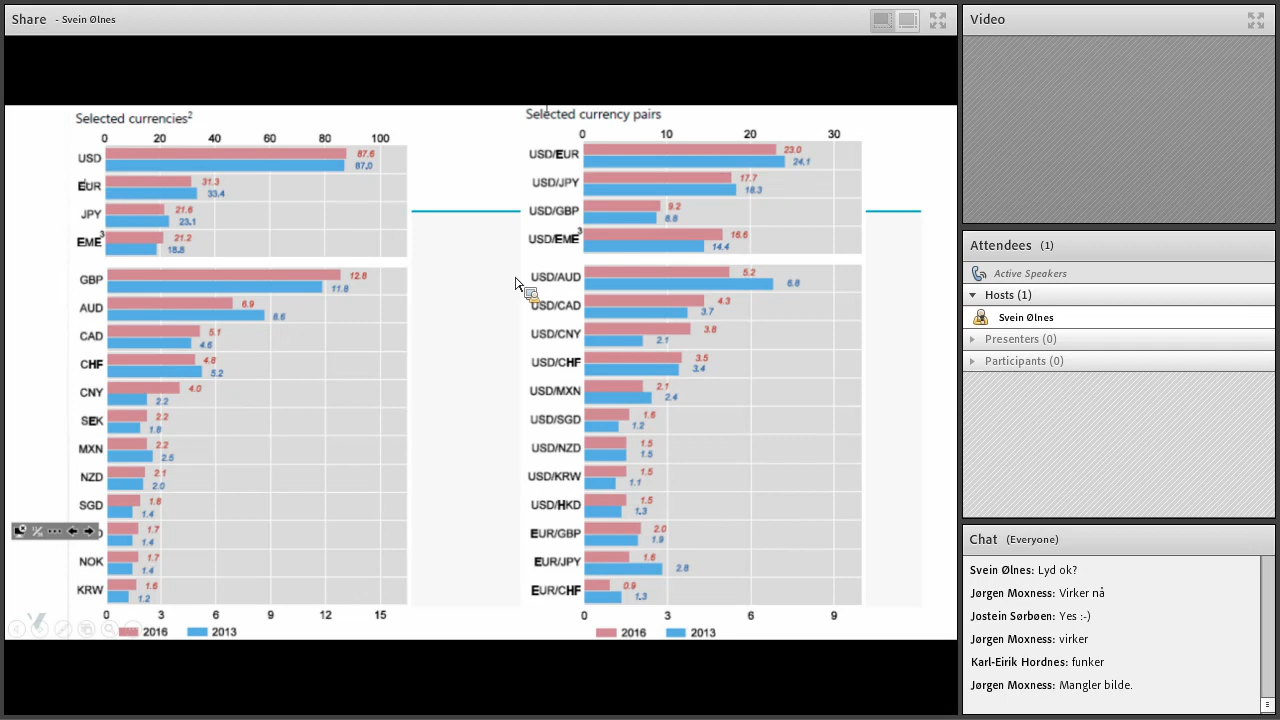 Share - Svein Ølnes
Selected currencies2
0 20 40 60 80 100
USD 87.6
87.0
EUR 31.3
33.4
JPY 21.6
23.1
EME3 21.2
18.8
GBP 12.8
11.8
AUD 6.9
8.6
CAD 5.1
4.6
CHF 4.8
5.2
CNY 4.0
2.2
SEK 2.2
1.8
MXN 2.2
2.5
NZD 2.1
2.0
SGD 1.8
1.4
1.7
1.4
NOK 1.7
1.4
KRW 1.6
1.2
0 3 6 9 12 15
2016 2013
Selected currency pairs
0 10 20 30
USD/EUR 23.0
24.1
USD/JPY 17.7
18.3
USD/GBP 9.2
8.8
USD/EME3 16.6
14.4
USD/AUD 5.2
6.8
USD/CAD 4.3
3.7
USD/CNY 3.8
2.1
USD/CHF 3.5
3.4
USD/MXN 2.1
2.4
USD/SGD 1.6
1.2
USD/NZD 1.5
1.5
USD/KRW 1.5
1.1
USD/HKD 1.5
1.3
EUR/GBP 2.0
1.9
EUR/JPY 1.6
2.8
EUR/CHF 0.9
1.3
0 3 6 9
2016 2013
Video
Attendees (1)
Active Speakers
Hosts (1)
Svein Ølnes
Presenters (0)
Participants (0)
Chat (Everyone)
Svein Ølnes: Lyd ok?
Jørgen Moxness: Virker nå
Jostein Sørbøen: Yes :-)
Jørgen Moxness: virker
Karl-Eirik Hordnes: funker
Jørgen Moxness: Mangler bilde.